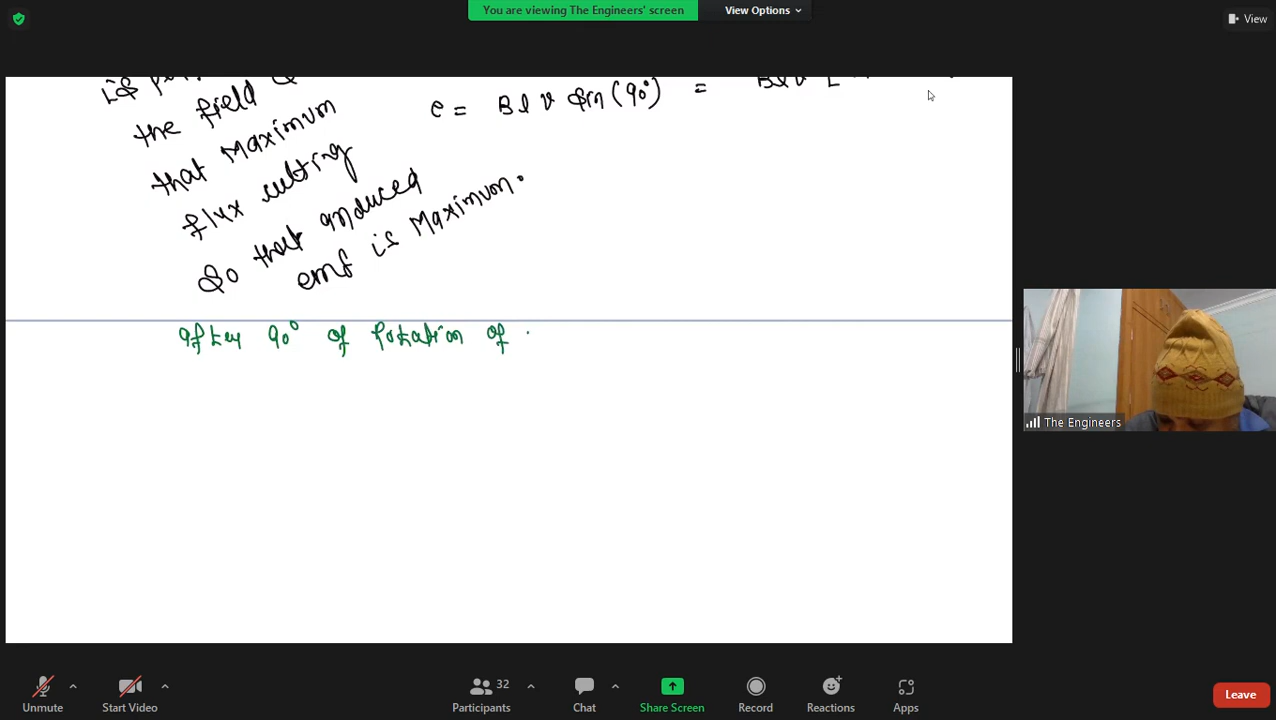 You are viewing The Engineers' screen
View Options
View
the field
that Maximum
flux cutting
So that induced
emf is Maximum.
e = Blv Sin(90°) =
after 90° of Rotation of
The Engineers
Unmute
Start Video
32
Participants
Chat
Share Screen
Record
Reactions
Apps
Leave